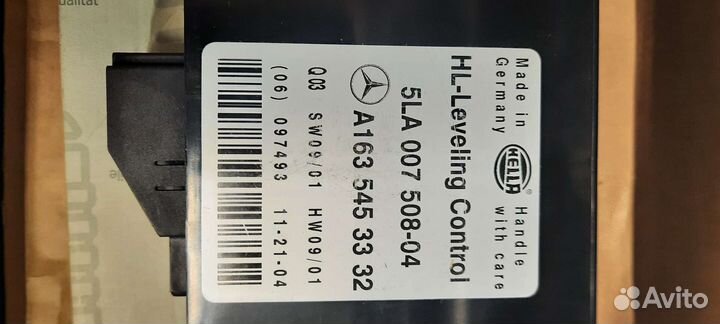 Made in Germany
HELLA
Handle with care
HL-Leveling Control
5LA 007 508-04
A163 545 33 32
Q03 SW09/01 HW09/01
(06) 097493 11-21-04
ualität
Avito